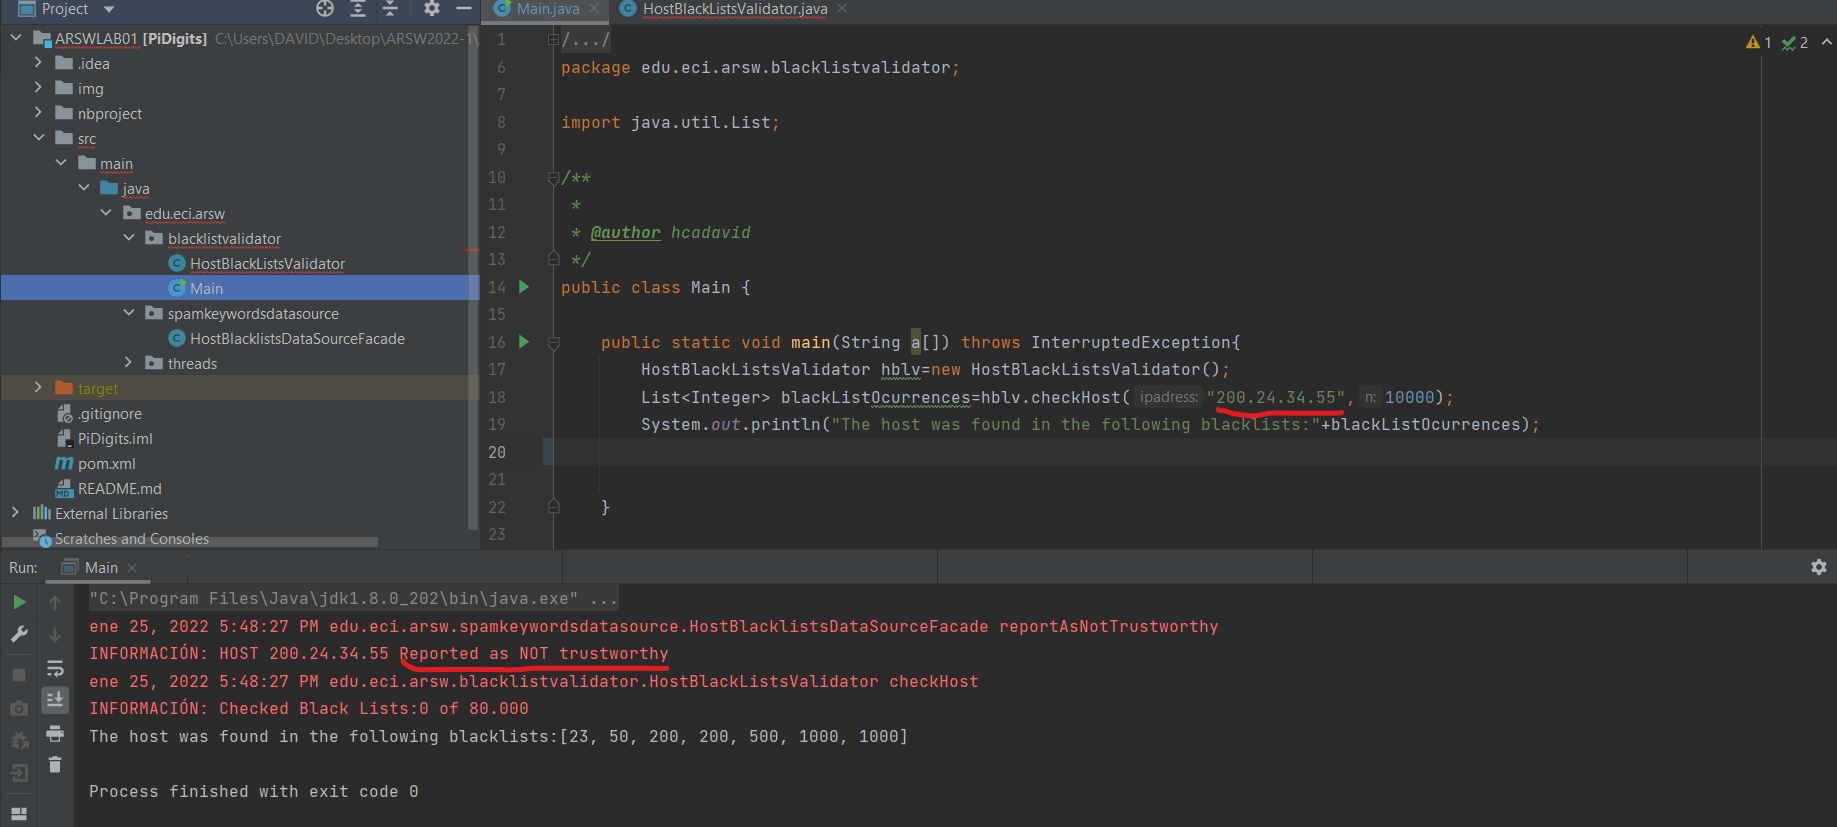 Project
ARSWLAB01 [PiDigits] C:\Users\DAVID\Desktop\ARSW2022-1\
.idea
img
nbproject
src
main
java
edu.eci.arsw
blacklistvalidator
HostBlackListsValidator
Main
spamkeywordsdatasource
HostBlacklistsDataSourceFacade
threads
target
.gitignore
PiDigits.iml
pom.xml
README.md
External Libraries
Scratches and Consoles
Main.java HostBlackListsValidator.java
1 2
1 /.../
6 package edu.eci.arsw.blacklistvalidator;
7
8 import java.util.List;
9
10 /**
11 *
12 * @author hcadavid
13 */
14 public class Main {
15
16 public static void main(String a[]) throws InterruptedException{
17 HostBlackListsValidator hblv=new HostBlackListsValidator();
18 List<Integer> blackListOcurrences=hblv.checkHost( ipadress: "200.24.34.55", n: 10000);
19 System.out.println("The host was found in the following blacklists:"+blackListOcurrences);
20
21
22 }
23
Run: Main
"C:\Program Files\Java\jdk1.8.0_202\bin\java.exe" ...
ene 25, 2022 5:48:27 PM edu.eci.arsw.spamkeywordsdatasource.HostBlacklistsDataSourceFacade reportAsNotTrustworthy
INFORMACIÓN: HOST 200.24.34.55 Reported as NOT trustworthy
ene 25, 2022 5:48:27 PM edu.eci.arsw.blacklistvalidator.HostBlackListsValidator checkHost
INFORMACIÓN: Checked Black Lists:0 of 80.000
The host was found in the following blacklists:[23, 50, 200, 200, 500, 1000, 1000]
Process finished with exit code 0